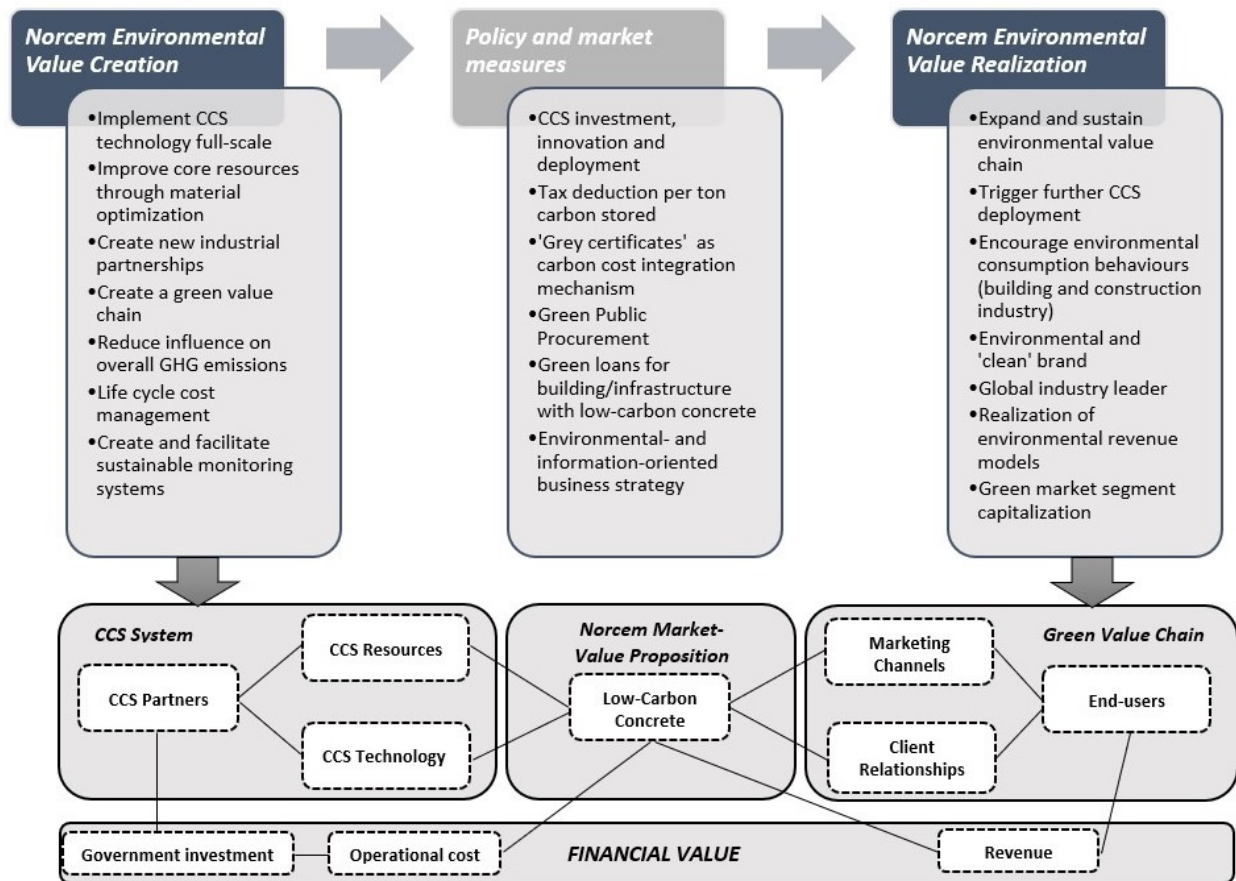 Norcem Environmental
Value Creation
•Implement CCS
technology full-scale
•Improve core resources
through material
optimization
•Create new industrial
partnerships
•Create a green value
chain
•Reduce influence on
overall GHG emissions
•Life cycle cost
management
•Create and facilitate
sustainable monitoring
systems
Policy and market
measures
•CCS investment,
innovation and
deployment
•Tax deduction per ton
carbon stored
•'Grey certificates' as
carbon cost integration
mechanism
•Green Public
Procurement
•Green loans for
building/infrastructure
with low-carbon concrete
•Environmental- and
information-oriented
business strategy
Norcem Environmental
Value Realization
•Expand and sustain
environmental value
chain
•Trigger further CCS
deployment
•Encourage environmental
consumption behaviours
(building and construction
industry)
•Environmental and
'clean' brand
•Global industry leader
•Realization of
environmental revenue
models
•Green market segment
capitalization
CCS System
CCS Partners
CCS Resources
CCS Technology
Norcem Market-
Value Proposition
Low-Carbon
Concrete
Green Value Chain
Marketing
Channels
Client
Relationships
End-users
Government investment
Operational cost
FINANCIAL VALUE
Revenue